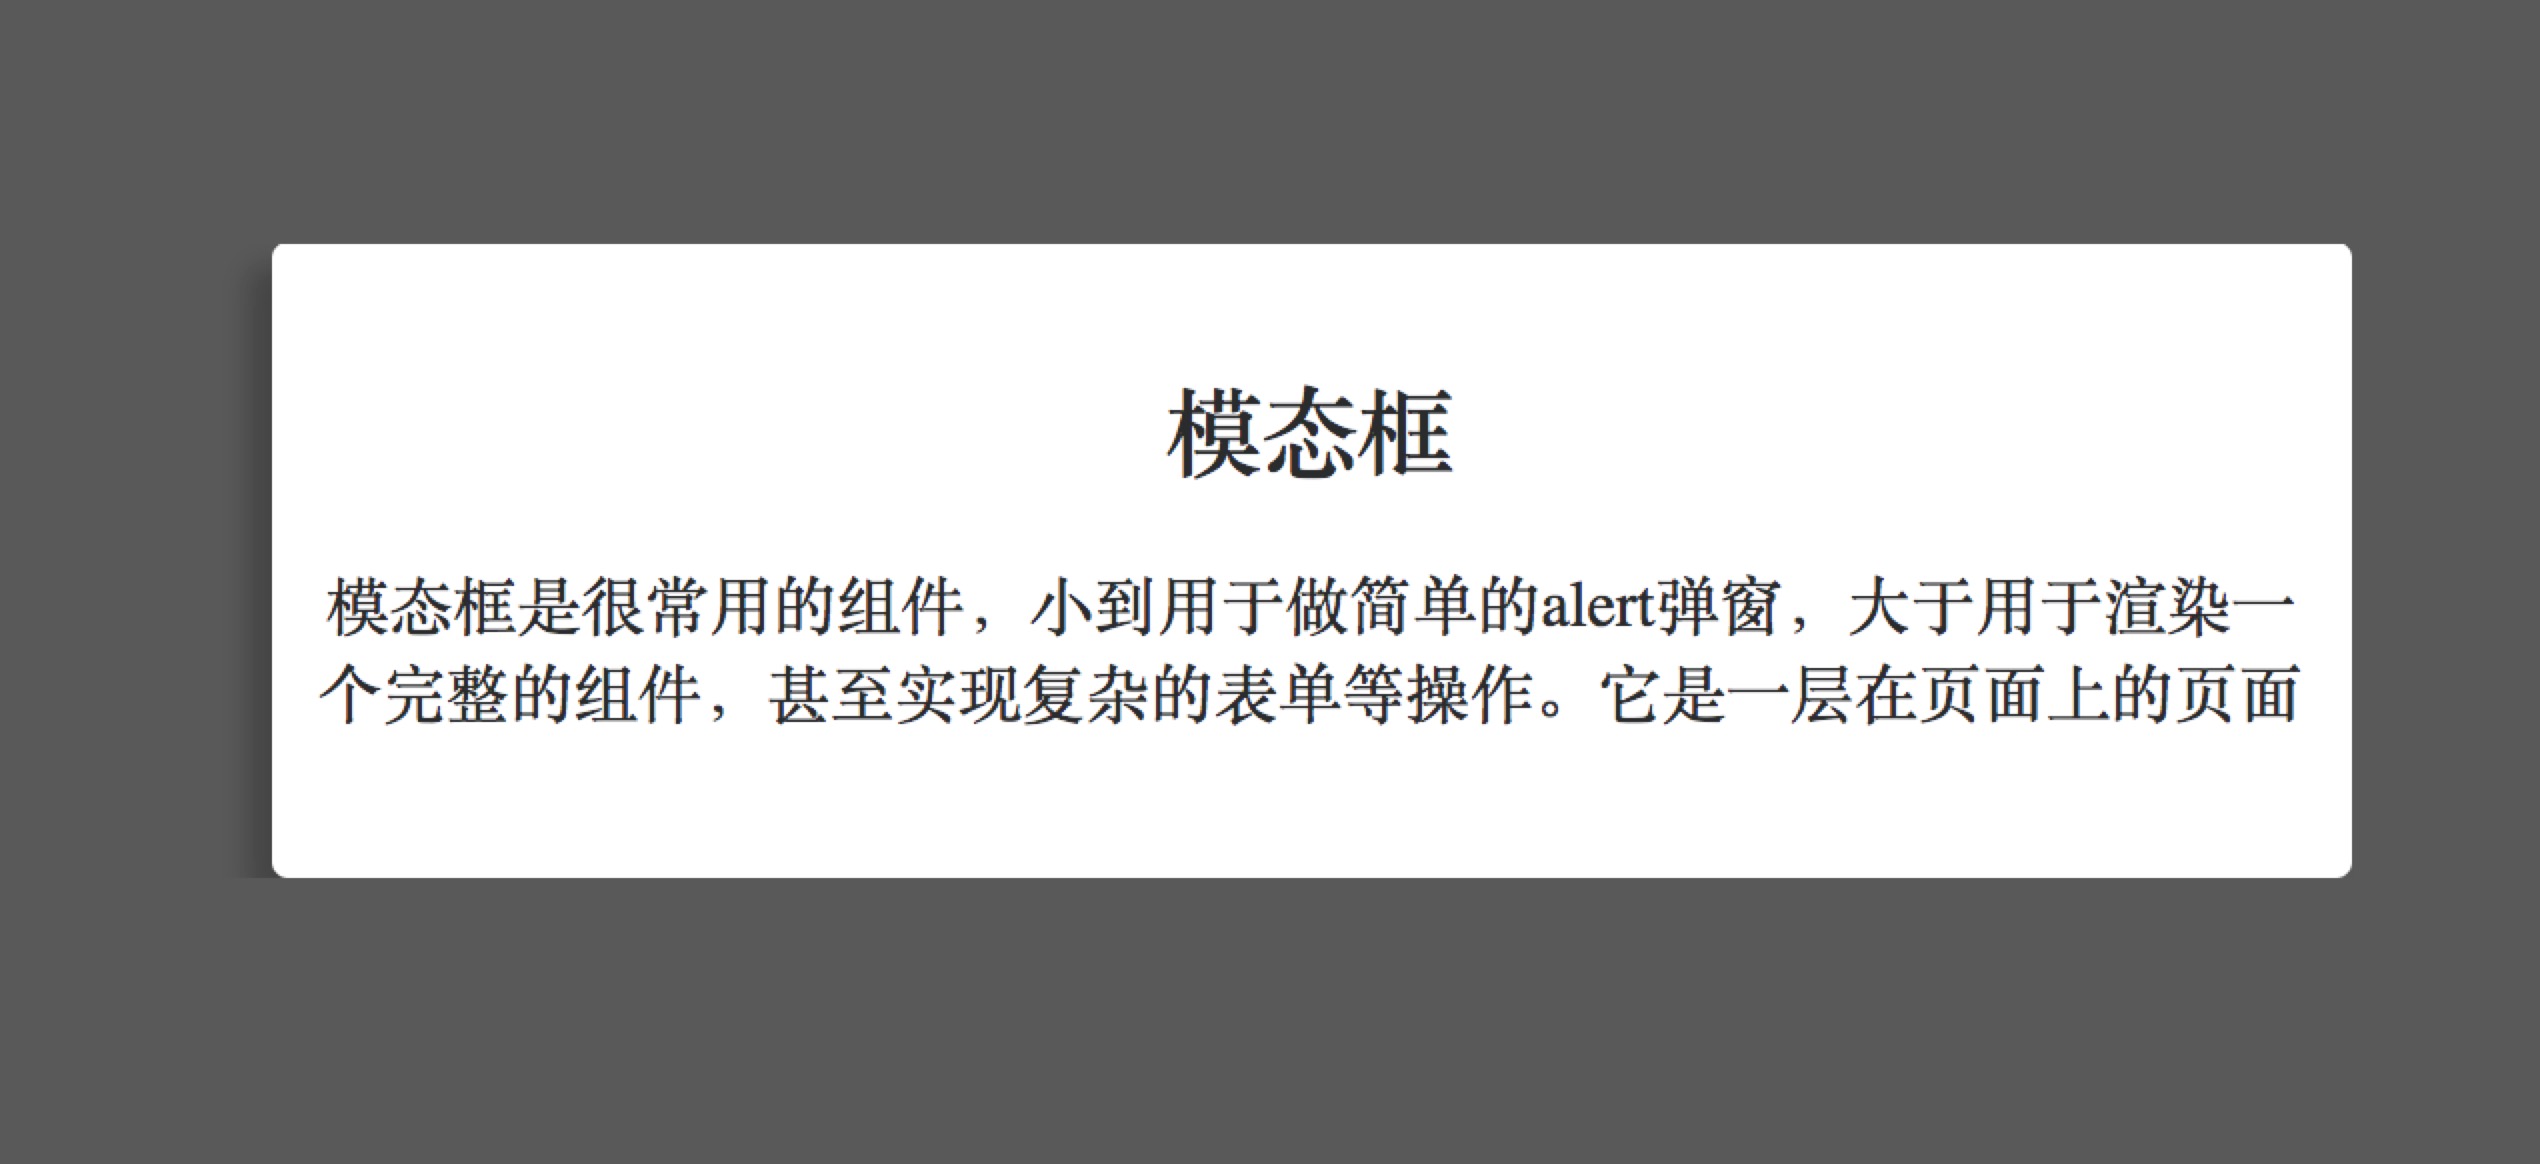 模态框
模态框是很常用的组件，小到用于做简单的alert弹窗，大于用于渲染一
个完整的组件，甚至实现复杂的表单等操作。它是一层在页面上的页面